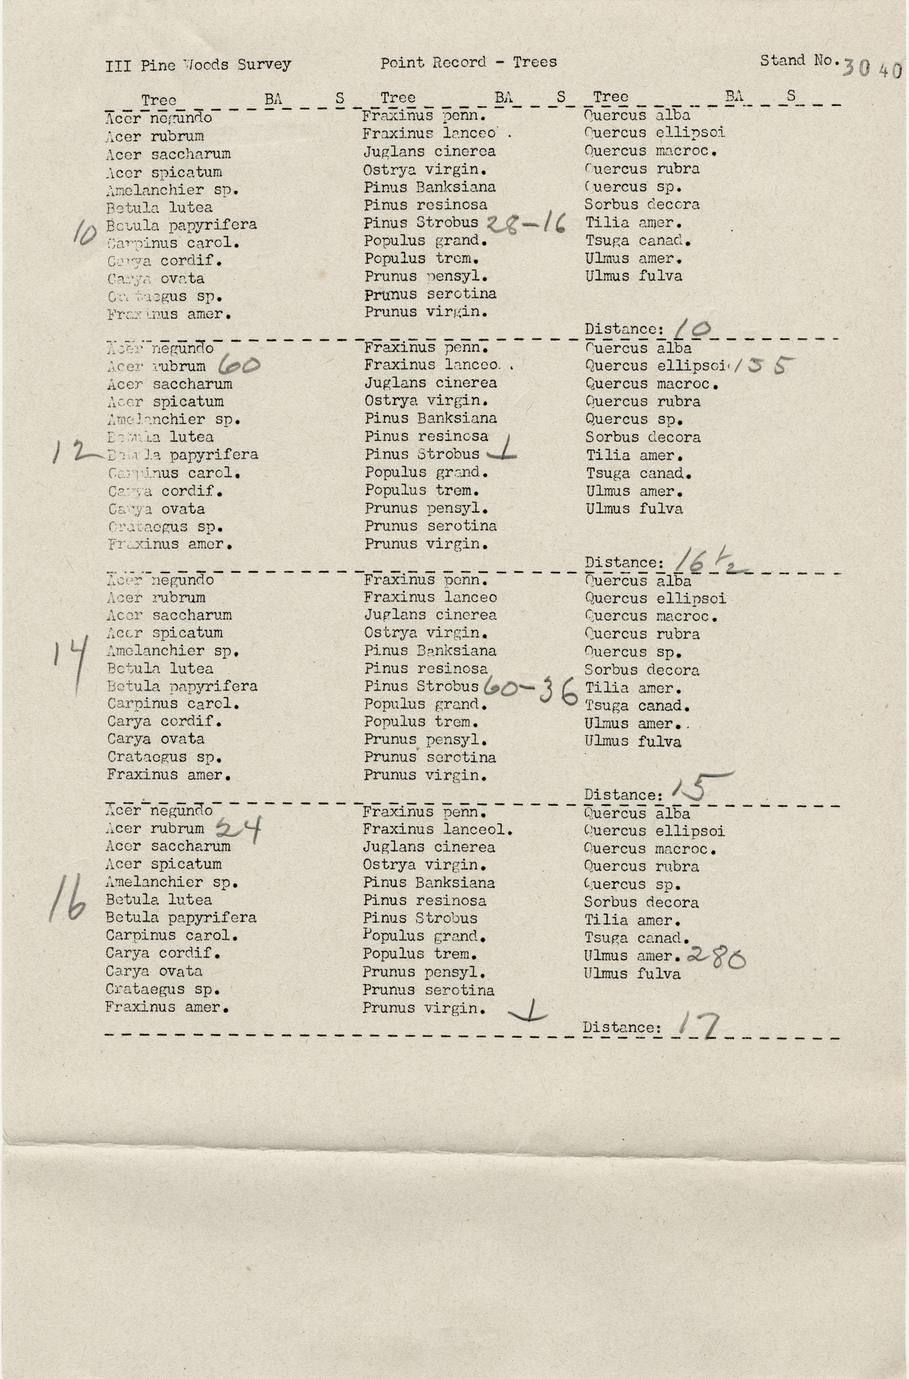 III Pine Woods Survey Point Record - Trees Stand No. 3040
Tree BA S Tree BA S Tree BA S
Acer negundo Fraxinus penn. Quercus alba
Acer rubrum Fraxinus lanceo . Quercus ellipsoi
Acer saccharum Juglans cinerea Quercus macroc.
Acer spicatum Ostrya virgin. Quercus rubra
Amelanchier sp. Pinus Banksiana Quercus sp.
Betula lutea Pinus resinosa Sorbus decora
10 Betula papyrifera Pinus Strobus 28-16 Tilia amer.
Carpinus carol. Populus grand. Tsuga canad.
Carya cordif. Populus trem. Ulmus amer.
Carya ovata Prunus pensyl. Ulmus fulva
Crataegus sp. Prunus serotina
Fraxinus amer. Prunus virgin.
Distance: 10
Acer negundo Fraxinus penn. Quercus alba
Acer rubrum 60 Fraxinus lanceo. . Quercus ellipsoi 135
Acer saccharum Juglans cinerea Quercus macroc.
Acer spicatum Ostrya virgin. Quercus rubra
Amelanchier sp. Pinus Banksiana Quercus sp.
Betula lutea Pinus resinosa Sorbus decora
12 Betula papyrifera Pinus Strobus 1 Tilia amer.
Carpinus carol. Populus grand. Tsuga canad.
Carya cordif. Populus trem. Ulmus amer.
Carya ovata Prunus pensyl. Ulmus fulva
Crataegus sp. Prunus serotina
Fraxinus amer. Prunus virgin.
Distance: 16 1/2
Acer negundo Fraxinus penn. Quercus alba
Acer rubrum Fraxinus lanceo Quercus ellipsoi
Acer saccharum Juglans cinerea Quercus macroc.
Acer spicatum Ostrya virgin. Quercus rubra
14 Amelanchier sp. Pinus Banksiana Quercus sp.
Betula lutea Pinus resinosa Sorbus decora
Betula papyrifera Pinus Strobus 60-36 Tilia amer.
Carpinus carol. Populus grand. Tsuga canad.
Carya cordif. Populus trem. Ulmus amer.
Carya ovata Prunus pensyl. Ulmus fulva
Crataegus sp. Prunus serotina
Fraxinus amer. Prunus virgin.
Distance: 15
Acer negundo Fraxinus penn. Quercus alba
Acer rubrum 24 Fraxinus lanceol. Quercus ellipsoi
Acer saccharum Juglans cinerea Quercus macroc.
Acer spicatum Ostrya virgin. Quercus rubra
Amelanchier sp. Pinus Banksiana Quercus sp.
16 Betula lutea Pinus resinosa Sorbus decora
Betula papyrifera Pinus Strobus Tilia amer.
Carpinus carol. Populus grand. Tsuga canad.
Carya cordif. Populus trem. Ulmus amer. 280
Carya ovata Prunus pensyl. Ulmus fulva
Crataegus sp. Prunus serotina
Fraxinus amer. Prunus virgin. 1
Distance: 17